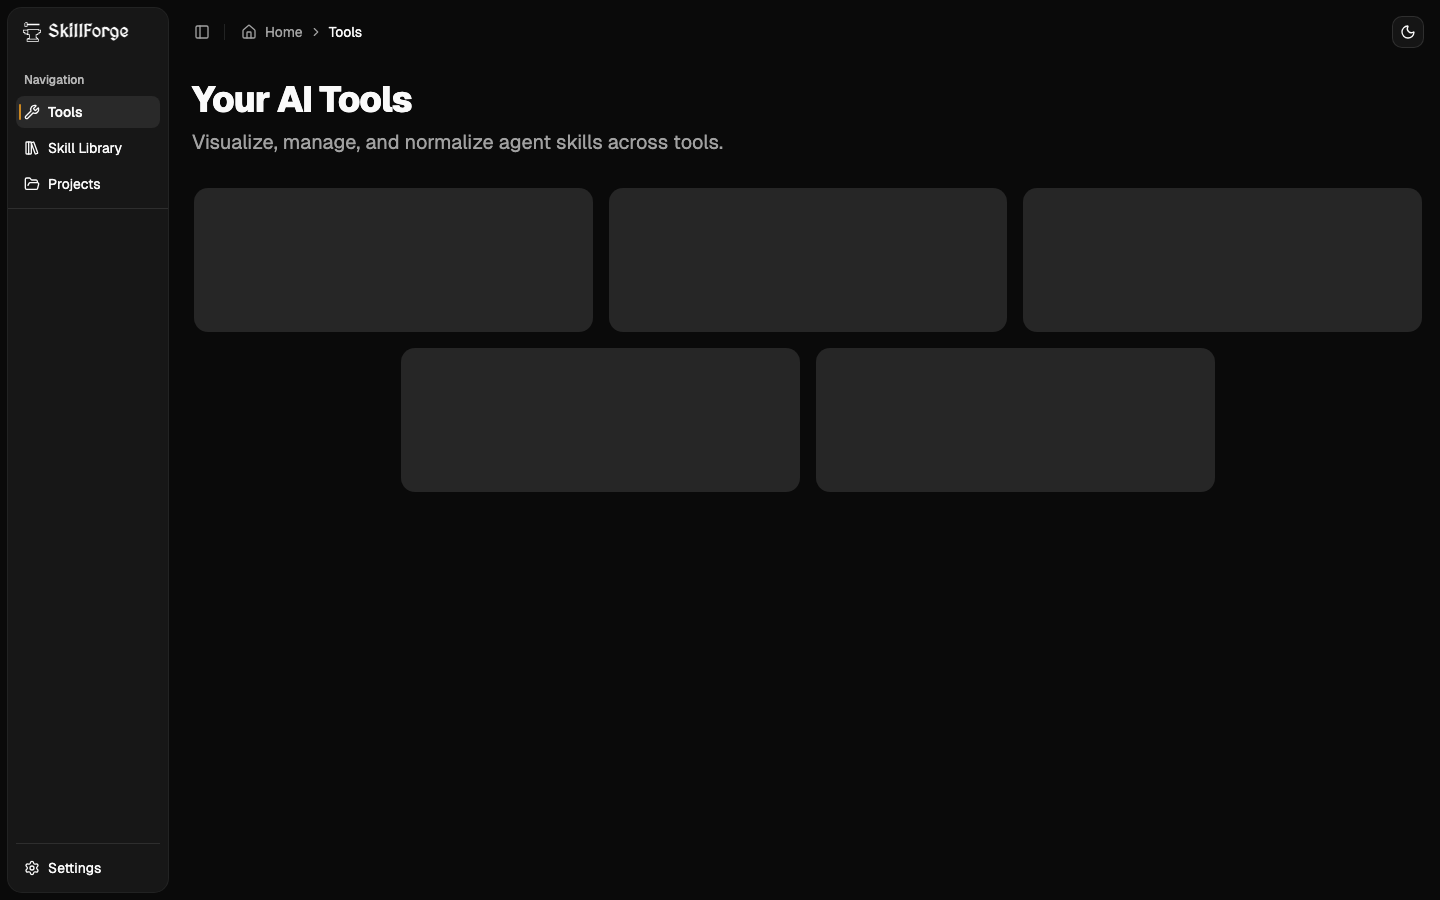 SkillForge
Home > Tools
Navigation
Tools
Skill Library
Projects
Your AI Tools
Visualize, manage, and normalize agent skills across tools.
Settings